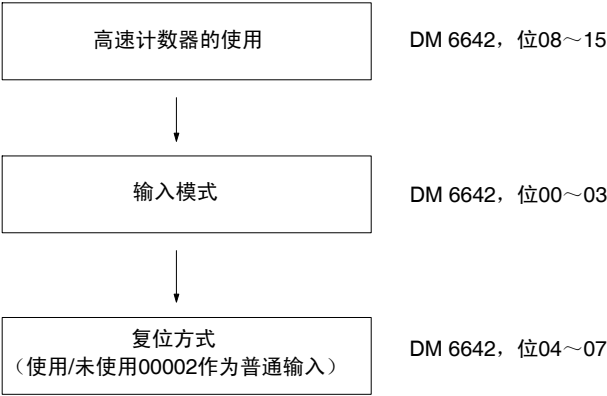 高速计数器的使用
DM 6642，位08～15
输入模式
DM 6642，位00～03
复位方式
（使用/未使用00002作为普通输入）
DM 6642，位04～07